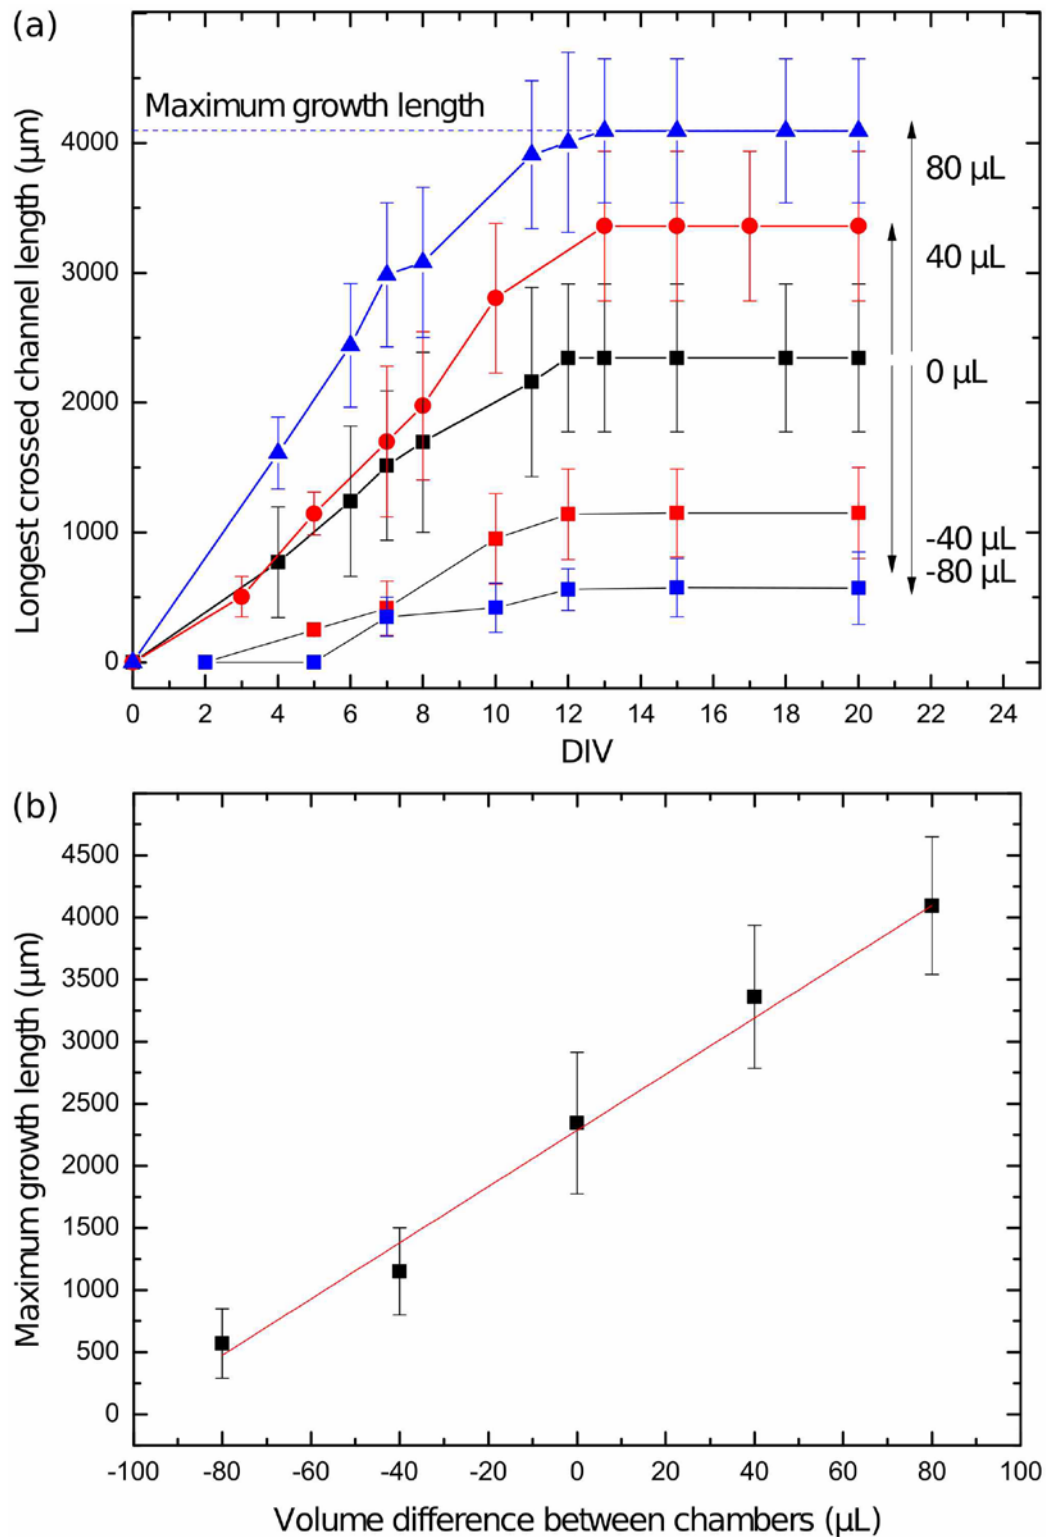 (a)
Maximum growth length
Longest crossed channel length (µm)
4000
3000
2000
1000
0
80 µL
40 µL
0 µL
-40 µL
-80 µL
0 2 4 6 8 10 12 14 16 18 20 22 24
DIV
(b)
Maximum growth length (µm)
4500
4000
3500
3000
2500
2000
1500
1000
500
0
-100 -80 -60 -40 -20 0 20 40 60 80 100
Volume difference between chambers (µL)